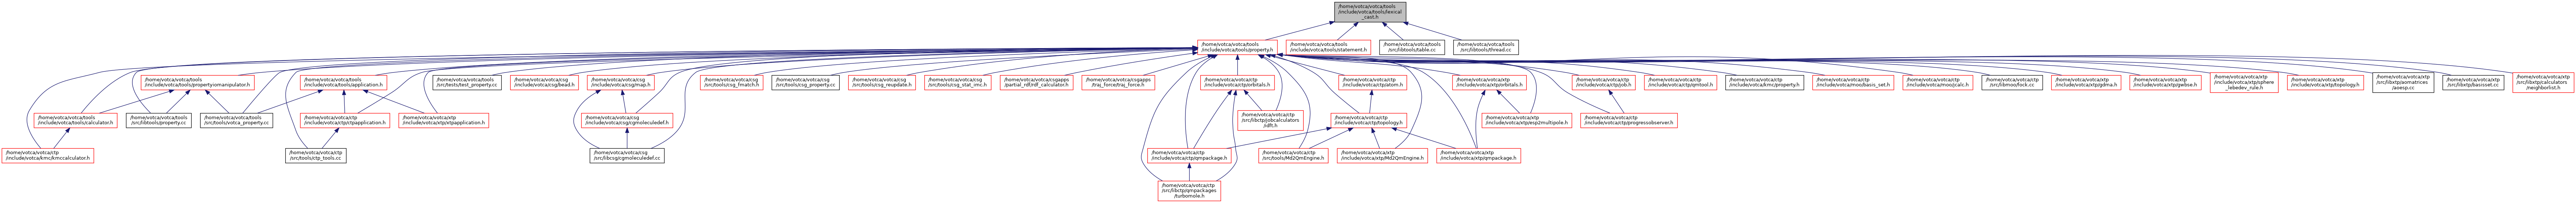 /home/votca/votca/tools
/include/votca/tools/lexical
_cast.h
/home/votca/votca/tools
/include/votca/tools/property.h
/home/votca/votca/tools
/include/votca/tools/statement.h
/home/votca/votca/tools
/src/libtools/table.cc
/home/votca/votca/tools
/src/libtools/thread.cc
/home/votca/votca/tools
/include/votca/tools/propertyiomanipulator.h
/home/votca/votca/tools
/include/votca/tools/application.h
/home/votca/votca/tools
/src/tests/test_property.cc
/home/votca/votca/csg
/include/votca/csg/bead.h
/home/votca/votca/csg
/include/votca/csg/map.h
/home/votca/votca/csg
/src/tools/csg_fmatch.h
/home/votca/votca/csg
/src/tools/csg_property.cc
/home/votca/votca/csg
/src/tools/csg_reupdate.h
/home/votca/votca/csg
/src/tools/csg_stat_imc.h
/home/votca/votca/csgapps
/partial_rdf/rdf_calculator.h
/home/votca/votca/csgapps
/traj_force/traj_force.h
/home/votca/votca/ctp
/include/votca/ctp/orbitals.h
/home/votca/votca/ctp
/include/votca/ctp/atom.h
/home/votca/votca/xtp
/include/votca/xtp/orbitals.h
/home/votca/votca/ctp
/include/votca/ctp/job.h
/home/votca/votca/ctp
/include/votca/ctp/qmtool.h
/home/votca/votca/ctp
/include/votca/kmc/property.h
/home/votca/votca/ctp
/include/votca/moo/basis_set.h
/home/votca/votca/ctp
/include/votca/moo/jcalc.h
/home/votca/votca/ctp
/src/libmoo/fock.cc
/home/votca/votca/xtp
/include/votca/xtp/gdma.h
/home/votca/votca/xtp
/include/votca/xtp/gwbse.h
/home/votca/votca/xtp
/include/votca/xtp/sphere
_lebedev_rule.h
/home/votca/votca/xtp
/include/votca/xtp/topology.h
/home/votca/votca/xtp
/src/libxtp/aomatrices
/aoesp.cc
/home/votca/votca/xtp
/src/libxtp/basisset.cc
/home/votca/votca/xtp
/src/libxtp/calculators
/neighborlist.h
/home/votca/votca/tools
/include/votca/tools/calculator.h
/home/votca/votca/tools
/src/libtools/property.cc
/home/votca/votca/tools
/src/tools/votca_property.cc
/home/votca/votca/ctp
/include/votca/ctp/ctpapplication.h
/home/votca/votca/xtp
/include/votca/xtp/xtpapplication.h
/home/votca/votca/csg
/include/votca/csg/cgmoleculedef.h
/home/votca/votca/ctp
/src/libctp/jobcalculators
/idft.h
/home/votca/votca/ctp
/include/votca/ctp/topology.h
/home/votca/votca/xtp
/include/votca/xtp/esp2multipole.h
/home/votca/votca/ctp
/include/votca/ctp/progressobserver.h
/home/votca/votca/ctp
/include/votca/kmc/kmccalculator.h
/home/votca/votca/ctp
/src/tools/ctp_tools.cc
/home/votca/votca/csg
/src/libcsg/cgmoleculedef.cc
/home/votca/votca/ctp
/include/votca/ctp/qmpackage.h
/home/votca/votca/ctp
/src/tools/Md2QmEngine.h
/home/votca/votca/xtp
/include/votca/xtp/Md2QmEngine.h
/home/votca/votca/xtp
/include/votca/xtp/qmpackage.h
/home/votca/votca/ctp
/src/libctp/qmpackages
/turbomole.h